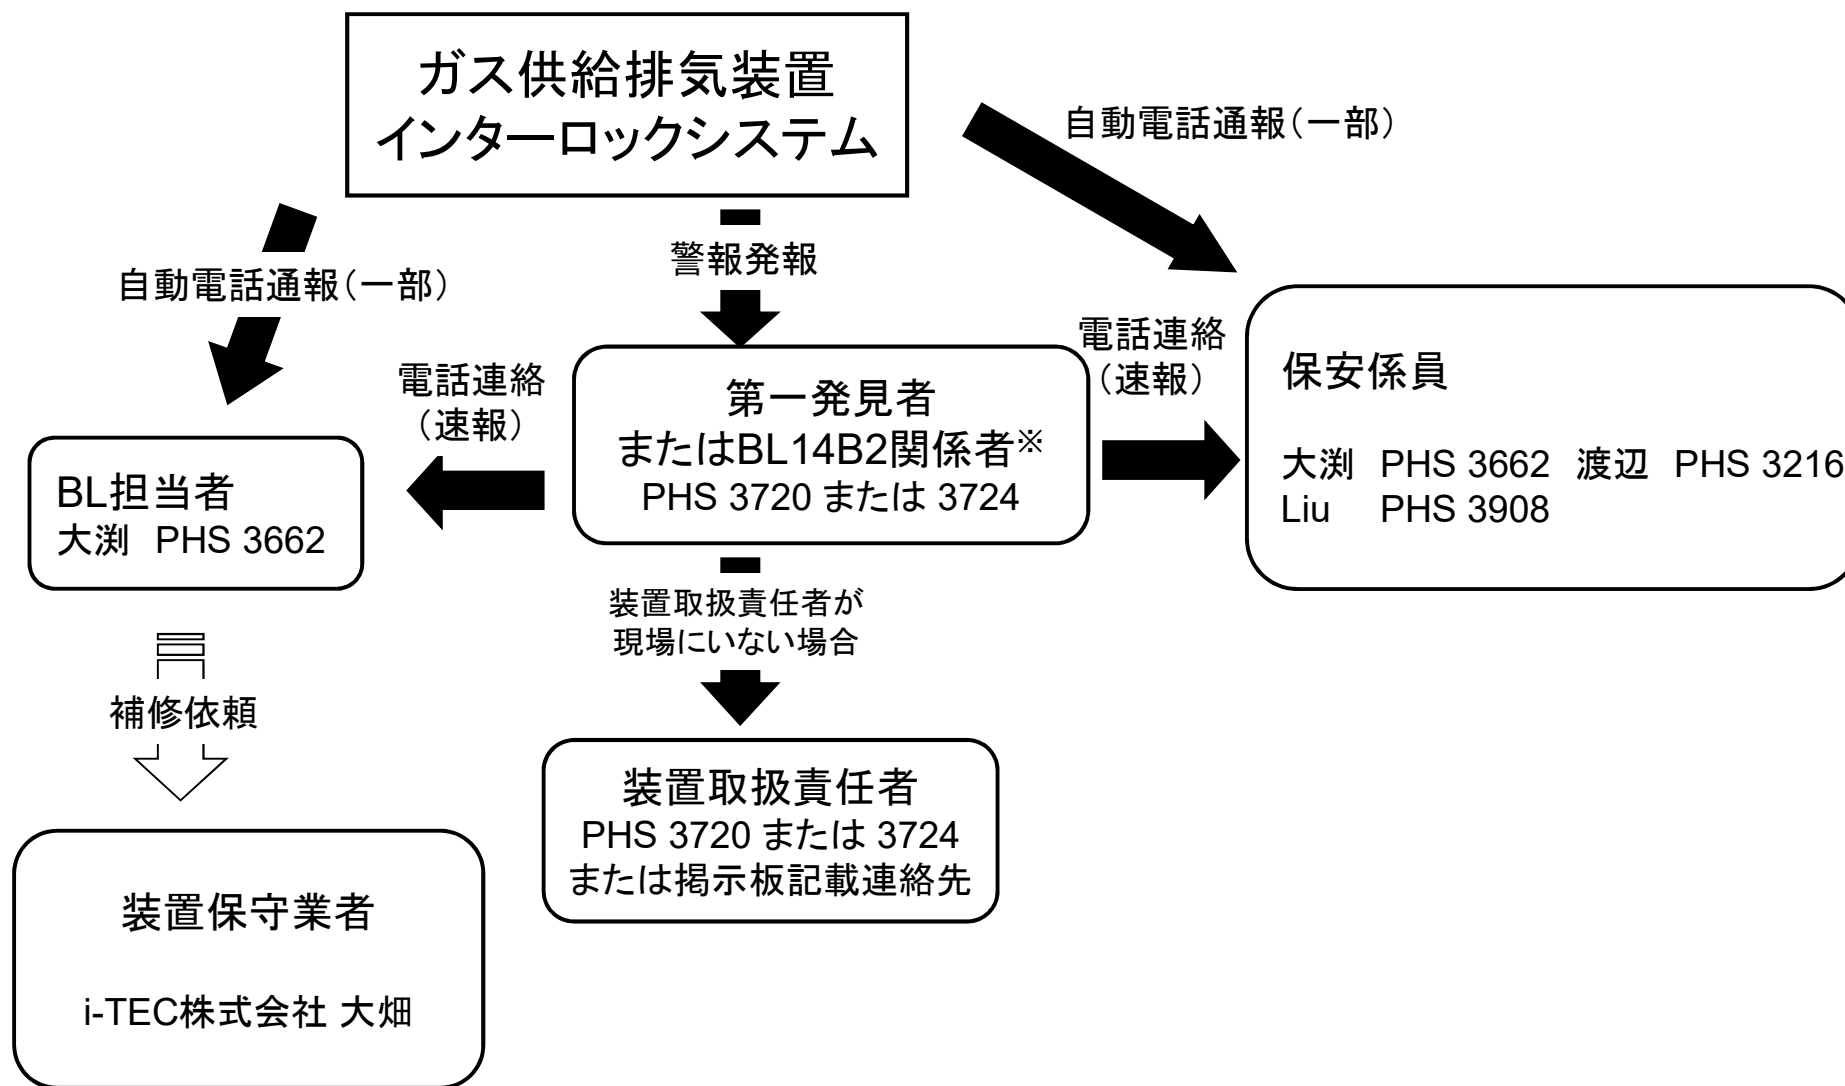 ガス供給排気装置
インターロックシステム
自動電話通報(一部)
自動電話通報(一部)
警報発報
電話連絡
(速報)
電話連絡
(速報)
第一発見者
またはBL14B2関係者※
PHS 3720 または 3724
保安係員
大渕 PHS 3662 渡辺 PHS 3216
Liu PHS 3908
BL担当者
大渕 PHS 3662
装置取扱責任者が
現場にいない場合
補修依頼
装置取扱責任者
PHS 3720 または 3724
または掲示板記載連絡先
装置保守業者
i-TEC株式会社 大畑